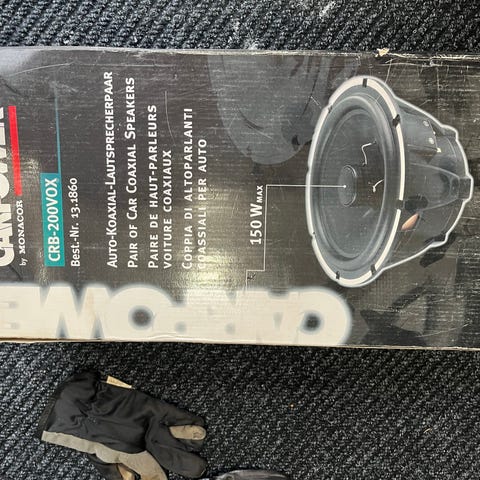 CARPOWER
by MONACOR
CRB-200VOX
Best.-Nr. 13.1860
AUTO-KOAXIAL-LAUTSPRECHERPAAR
PAIR OF CAR COAXIAL SPEAKERS
PAIRE DE HAUT-PARLEURS
VOITURE COAXIAUX
COPPIA DI ALTOPARLANTI
COASSIALI PER AUTO
150 WMAX
CARPOWE